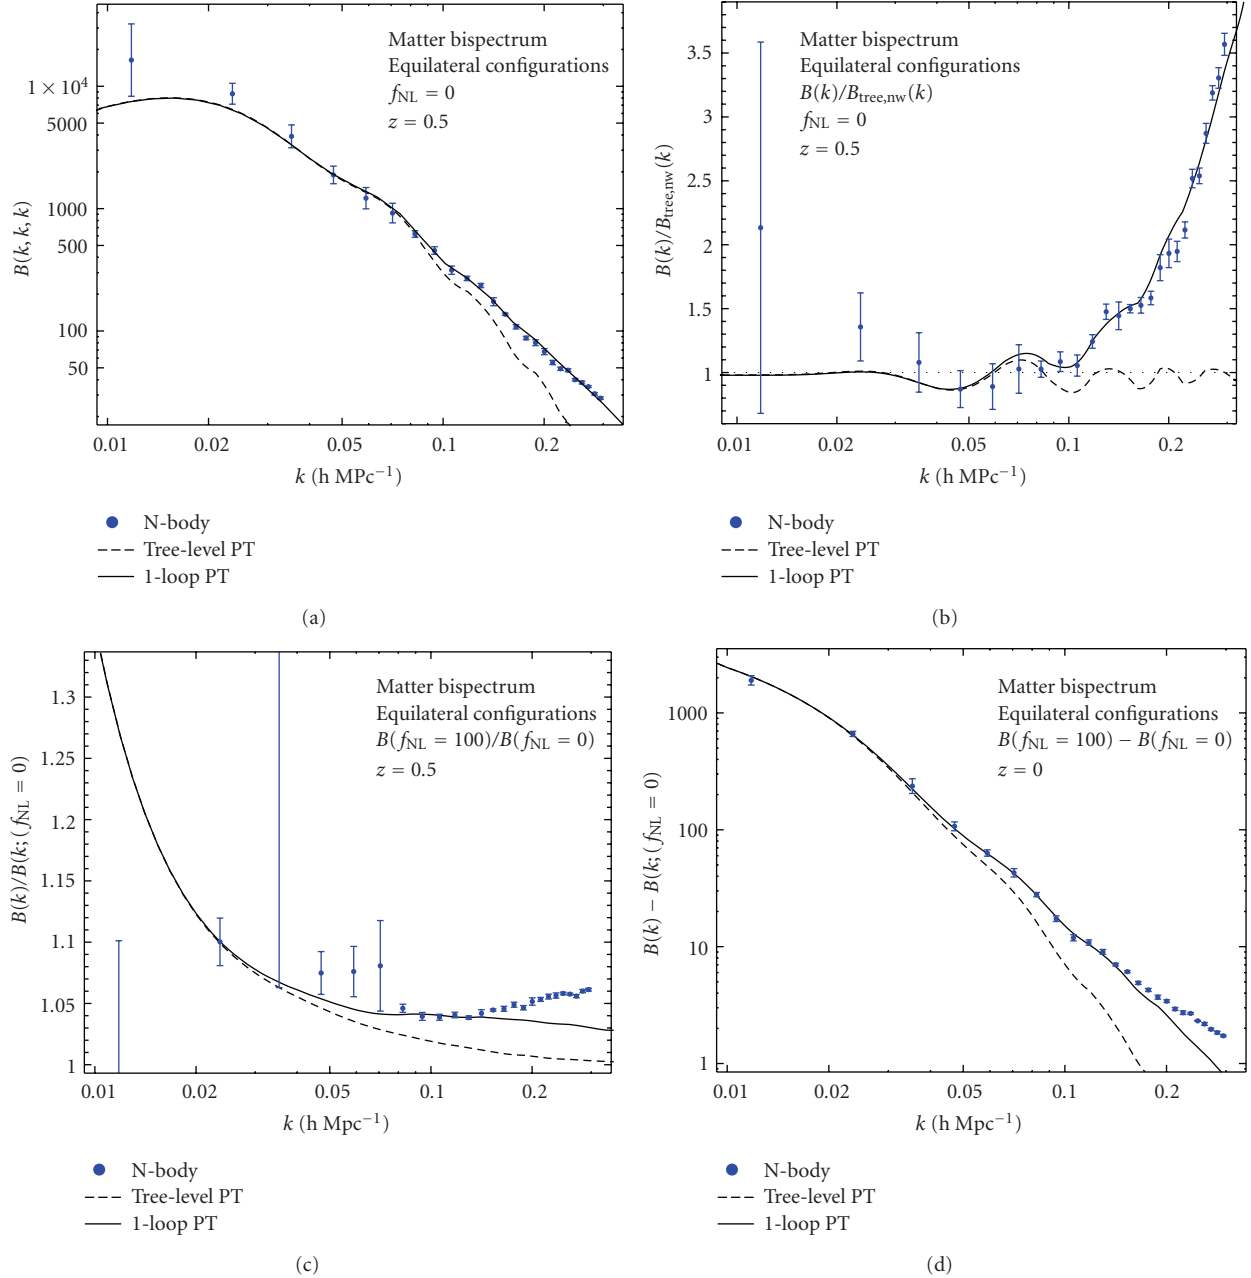 Matter bispectrum
Equilateral configurations
f_NL = 0
z = 0.5
B(k, k, k)
1 × 10⁴
5000
1000
500
100
50
0.01 0.02 0.05 0.1 0.2
k (h MPc⁻¹)
N-body
Tree-level PT
1-loop PT
(a)
Matter bispectrum
Equilateral configurations
B(k)/B_tree,nw(k)
f_NL = 0
z = 0.5
B(k)/B_tree,nw(k)
3.5
3
2.5
2
1.5
1
0.01 0.02 0.05 0.1 0.2
k (h MPc⁻¹)
N-body
Tree-level PT
1-loop PT
(b)
Matter bispectrum
Equilateral configurations
B(f_NL = 100)/B(f_NL = 0)
z = 0.5
B(k)/B(k; (f_NL = 0)
1.3
1.25
1.2
1.15
1.1
1.05
1
0.01 0.02 0.05 0.1 0.2
k (h Mpc⁻¹)
N-body
Tree-level PT
1-loop PT
(c)
Matter bispectrum
Equilateral configurations
B(f_NL = 100) − B(f_NL = 0)
z = 0
B(k) − B(k; (f_NL = 0)
1000
100
10
1
0.01 0.02 0.05 0.1 0.2
k (h Mpc⁻¹)
N-body
Tree-level PT
1-loop PT
(d)